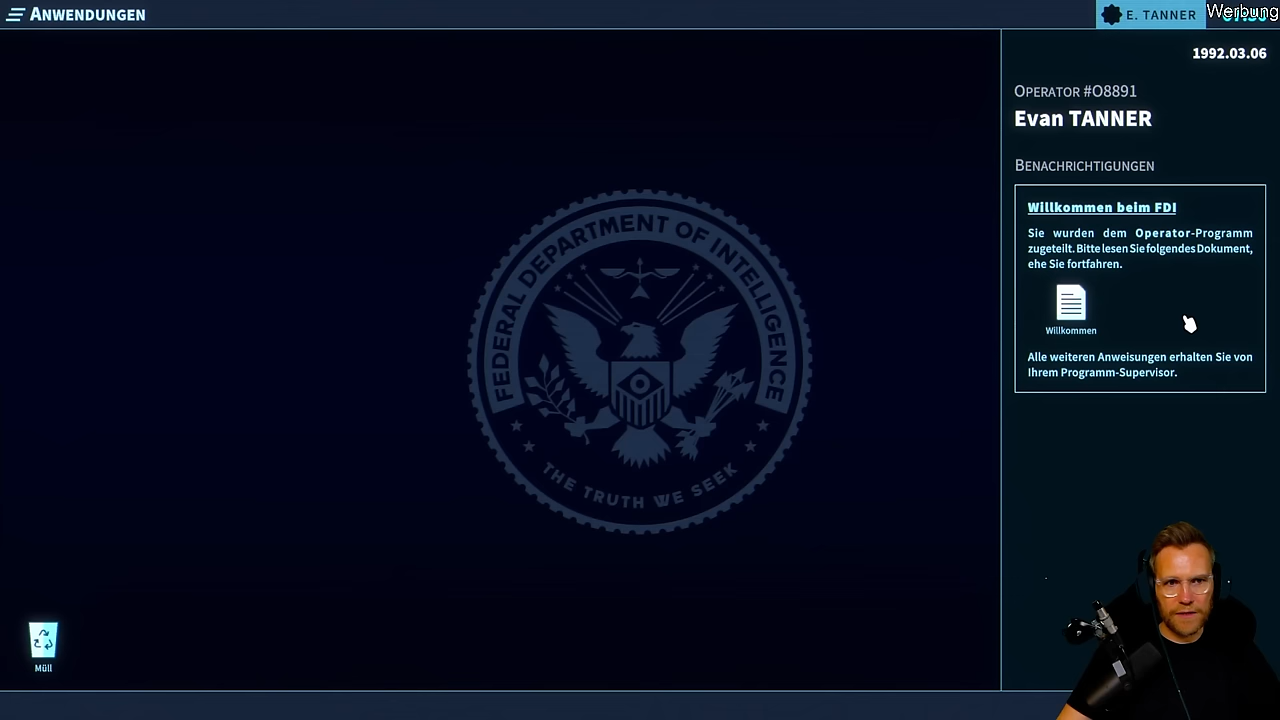 ANWENDUNGEN
E. TANNER
Werbung
1992.03.06
OPERATOR #O8891
Evan TANNER
BENACHRICHTIGUNGEN
Willkommen beim FDI
Sie wurden dem Operator-Programm
zugeteilt. Bitte lesen Sie folgendes Dokument,
ehe Sie fortfahren.
Willkommen
Alle weiteren Anweisungen erhalten Sie von
Ihrem Programm-Supervisor.
FEDERAL DEPARTMENT OF INTELLIGENCE
THE TRUTH WE SEEK
Müll